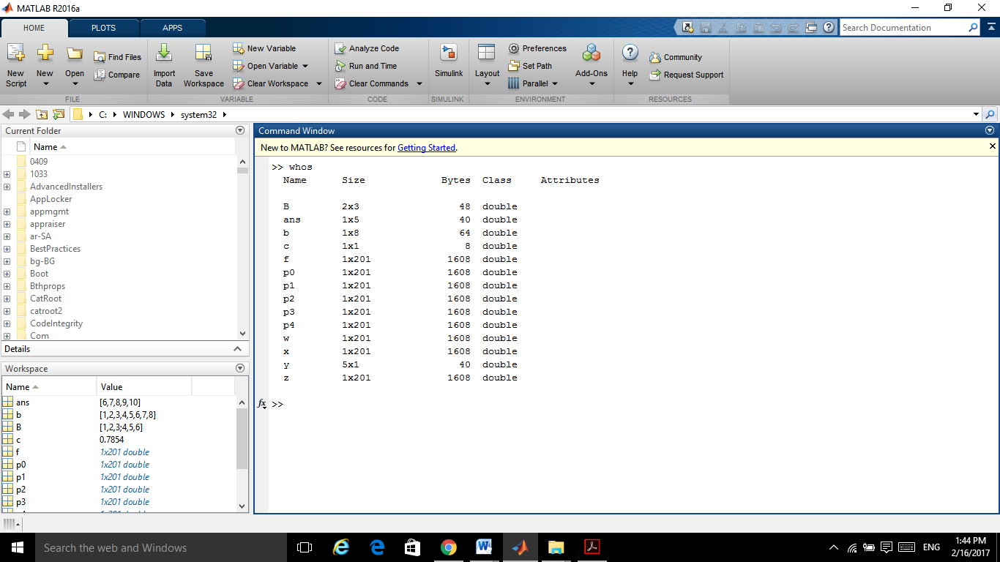 MATLAB R2016a
HOME PLOTS APPS
Search Documentation
New Script
New
Open
Find Files
Compare
FILE
Import Data
Save Workspace
New Variable
Open Variable
Clear Workspace
VARIABLE
Analyze Code
Run and Time
Clear Commands
CODE
Simulink
SIMULINK
Layout
Preferences
Set Path
Parallel
Add-Ons
ENVIRONMENT
Help
Community
Request Support
RESOURCES
C: WINDOWS system32
Current Folder
Name
0409
1033
AdvancedInstallers
AppLocker
appmgmt
appraiser
ar-SA
BestPractices
bg-BG
Boot
Bthprops
CatRoot
catroot2
CodeIntegrity
Com
Details
Workspace
Name Value
ans [6,7,8,9,10]
b [1,2,3,4,5,6,7,8]
B [1,2,3;4,5,6]
c 0.7854
f 1x201 double
p0 1x201 double
p1 1x201 double
p2 1x201 double
p3 1x201 double
Command Window
New to MATLAB? See resources for Getting Started.
>> whos
Name Size Bytes Class Attributes
B 2x3 48 double
ans 1x5 40 double
b 1x8 64 double
c 1x1 8 double
f 1x201 1608 double
p0 1x201 1608 double
p1 1x201 1608 double
p2 1x201 1608 double
p3 1x201 1608 double
p4 1x201 1608 double
w 1x201 1608 double
x 1x201 1608 double
y 5x1 40 double
z 1x201 1608 double
fx >>
Search the web and Windows
ENG
1:44 PM
2/16/2017